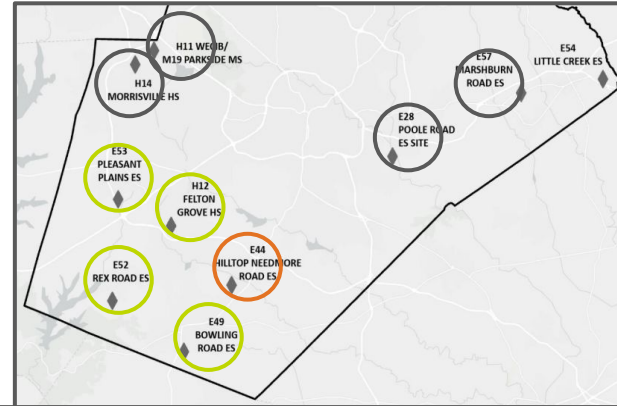 H11 WECIB/
M19 PARKSIDE MS
H14
MORRISVILLE HS
E57
MARSHBURN
ROAD ES
E54
LITTLE CREEK ES
E28
POOLE ROAD
ES SITE
E53
PLEASANT
PLAINS ES
H12
FELTON
GROVE HS
E52
REX ROAD ES
E44
HILLTOP NEEDMORE
ROAD ES
E49
BOWLING
ROAD ES